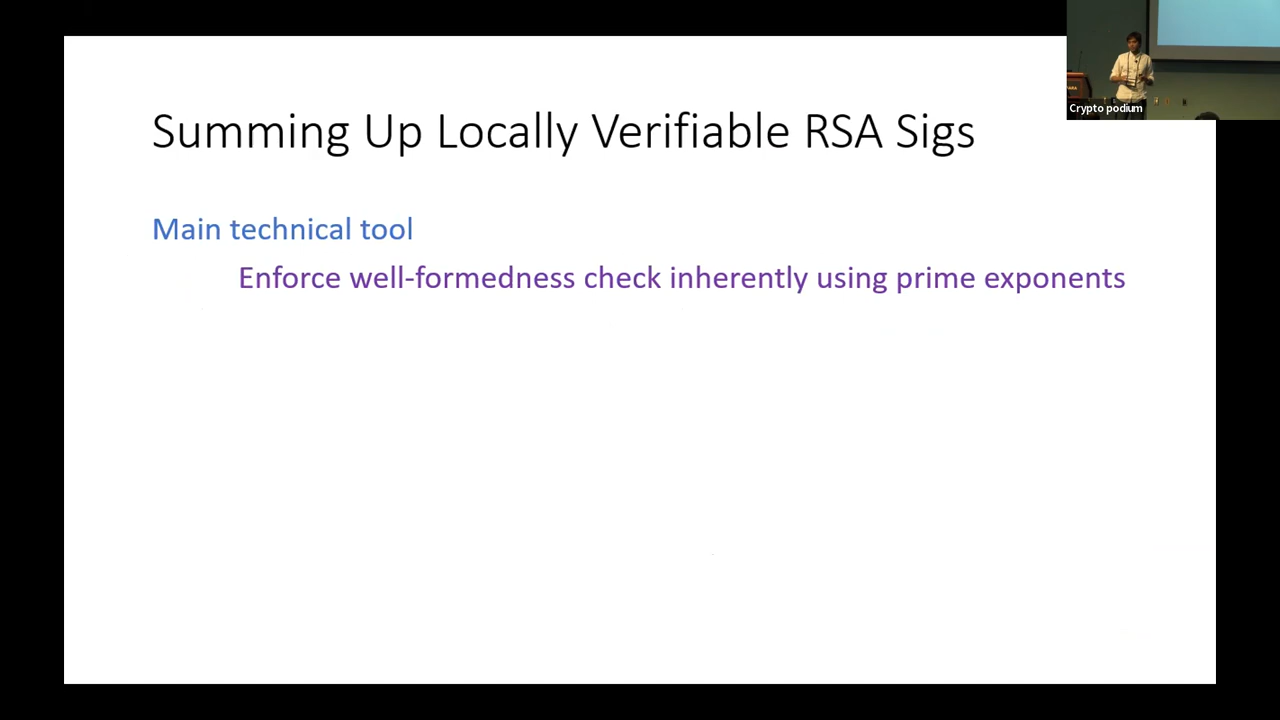 Crypto podium
Summing Up Locally Verifiable RSA Sigs
Main technical tool
Enforce well-formedness check inherently using prime exponents